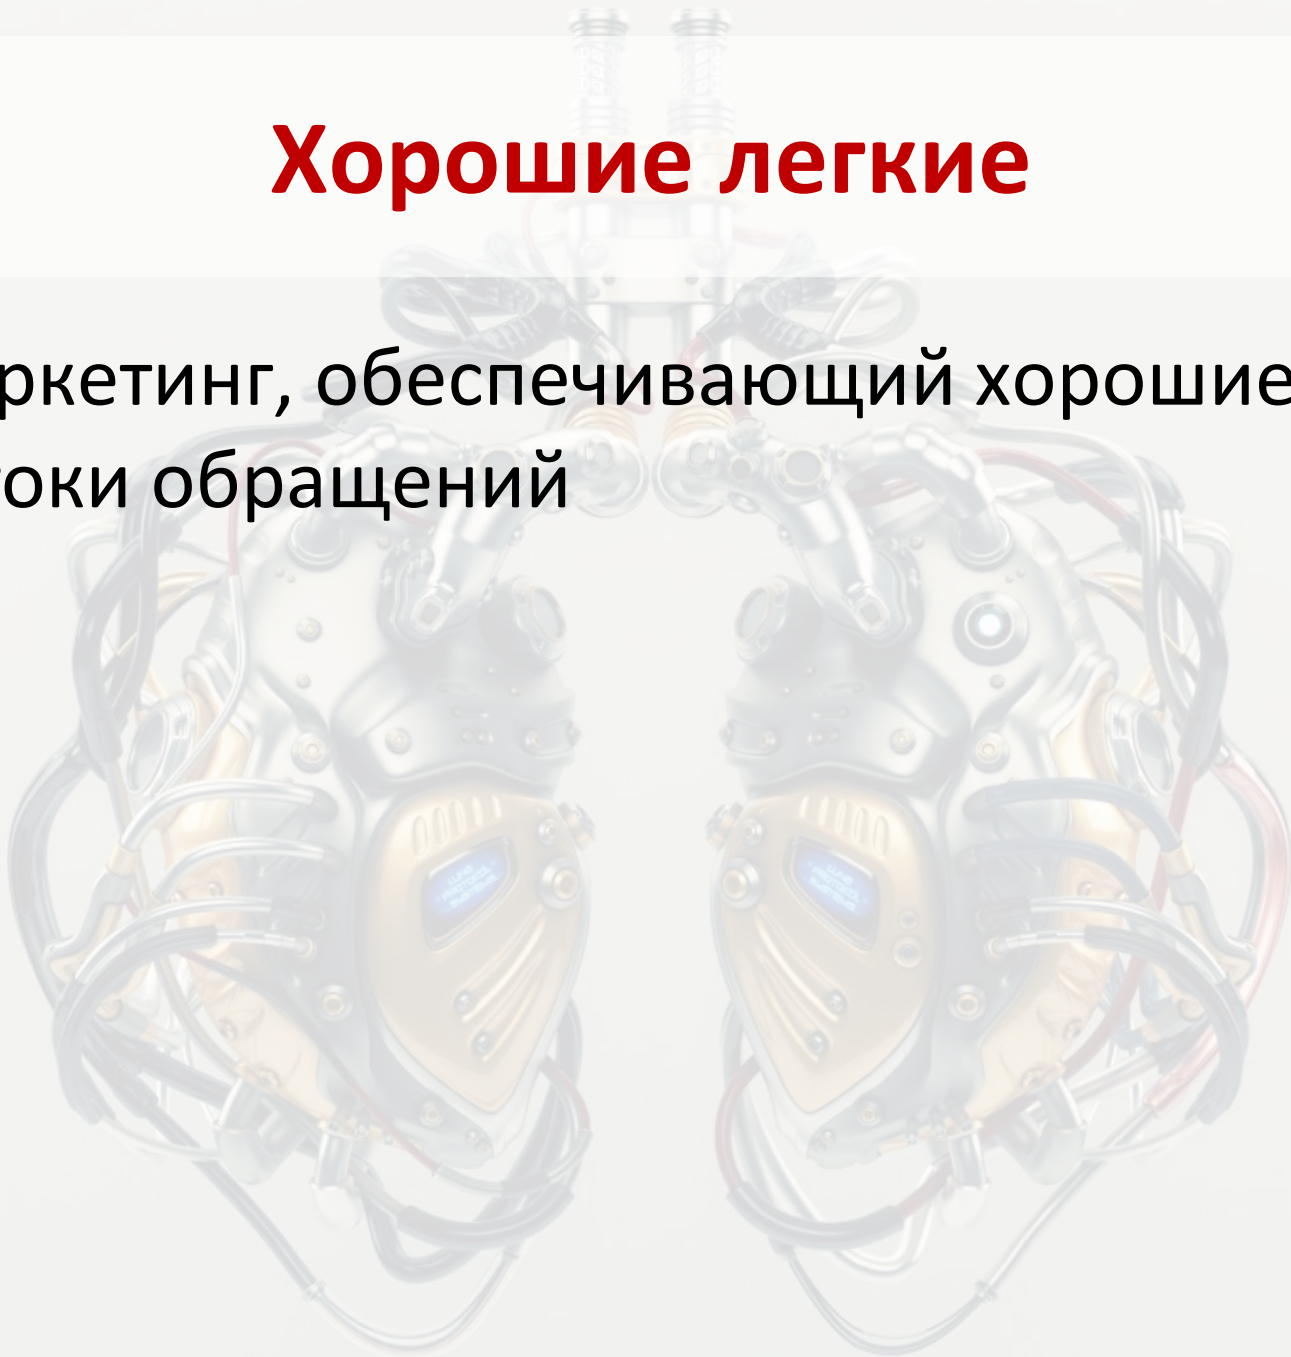 Хорошие легкие
ркетинг, обеспечивающий хорошие
оки обращений